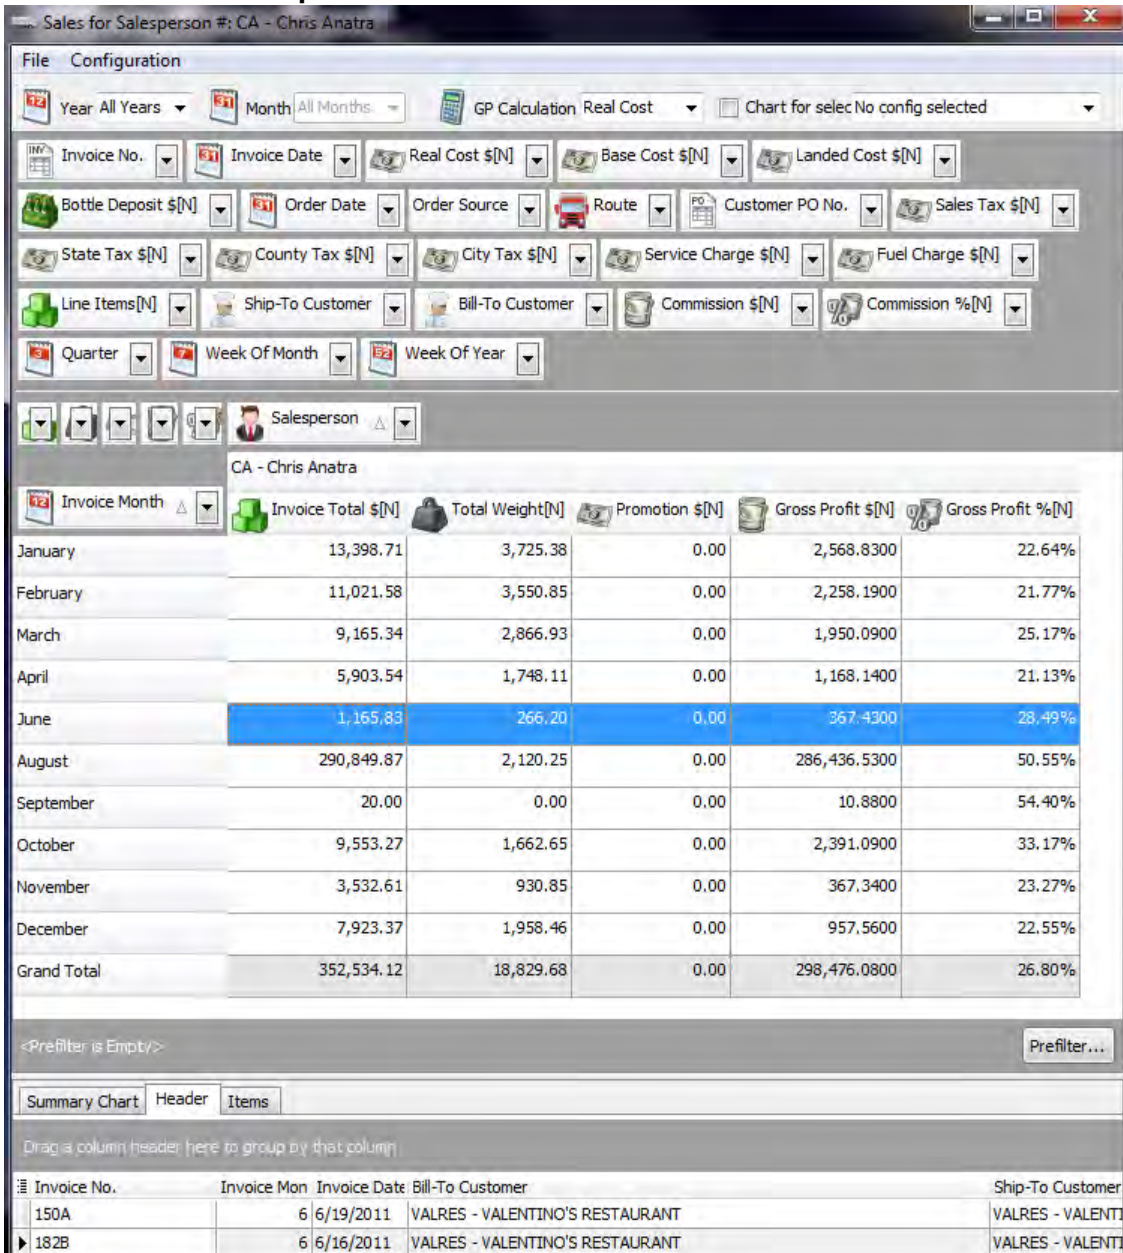 Sales for Salesperson #: CA - Chris Anatra
File Configuration
12 Year All Years 31 Month All Months GP Calculation Real Cost Chart for selec No config selected
INV Invoice No. 31 Invoice Date Real Cost $[N] Base Cost $[N] Landed Cost $[N]
Bottle Deposit $[N] 31 Order Date Order Source Route PO Customer PO No. Sales Tax $[N]
State Tax $[N] County Tax $[N] City Tax $[N] Service Charge $[N] Fuel Charge $[N]
Line Items[N] Ship-To Customer Bill-To Customer Commission $[N] Commission %[N]
3 Quarter 7 Week Of Month 52 Week Of Year
Salesperson
CA - Chris Anatra
12 Invoice Month Invoice Total $[N] Total Weight[N] Promotion $[N] Gross Profit $[N] Gross Profit %[N]
January 13,398.71 3,725.38 0.00 2,568.8300 22.64%
February 11,021.58 3,550.85 0.00 2,258.1900 21.77%
March 9,165.34 2,866.93 0.00 1,950.0900 25.17%
April 5,903.54 1,748.11 0.00 1,168.1400 21.13%
June 1,165.83 266.20 0.00 367.4300 28.49%
August 290,849.87 2,120.25 0.00 286,436.5300 50.55%
September 20.00 0.00 0.00 10.8800 54.40%
October 9,553.27 1,662.65 0.00 2,391.0900 33.17%
November 3,532.61 930.85 0.00 367.3400 23.27%
December 7,923.37 1,958.46 0.00 957.5600 22.55%
Grand Total 352,534.12 18,829.68 0.00 298,476.0800 26.80%
<Prefilter is Empty> Prefilter...
Summary Chart Header Items
Drag a column header here to group by that column
Invoice No. Invoice Mon Invoice Date Bill-To Customer Ship-To Customer
150A 6 6/19/2011 VALRES - VALENTINO'S RESTAURANT VALRES - VALENTI
182B 6 6/16/2011 VALRES - VALENTINO'S RESTAURANT VALRES - VALENTI